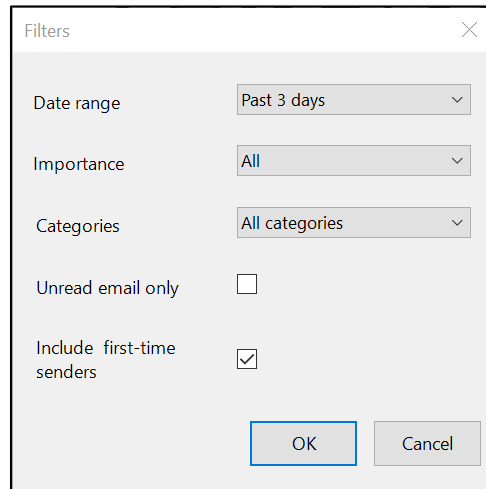 Filters
Date range
Past 3 days
Importance
All
Categories
All categories
Unread email only
Include first-time
senders
OK
Cancel